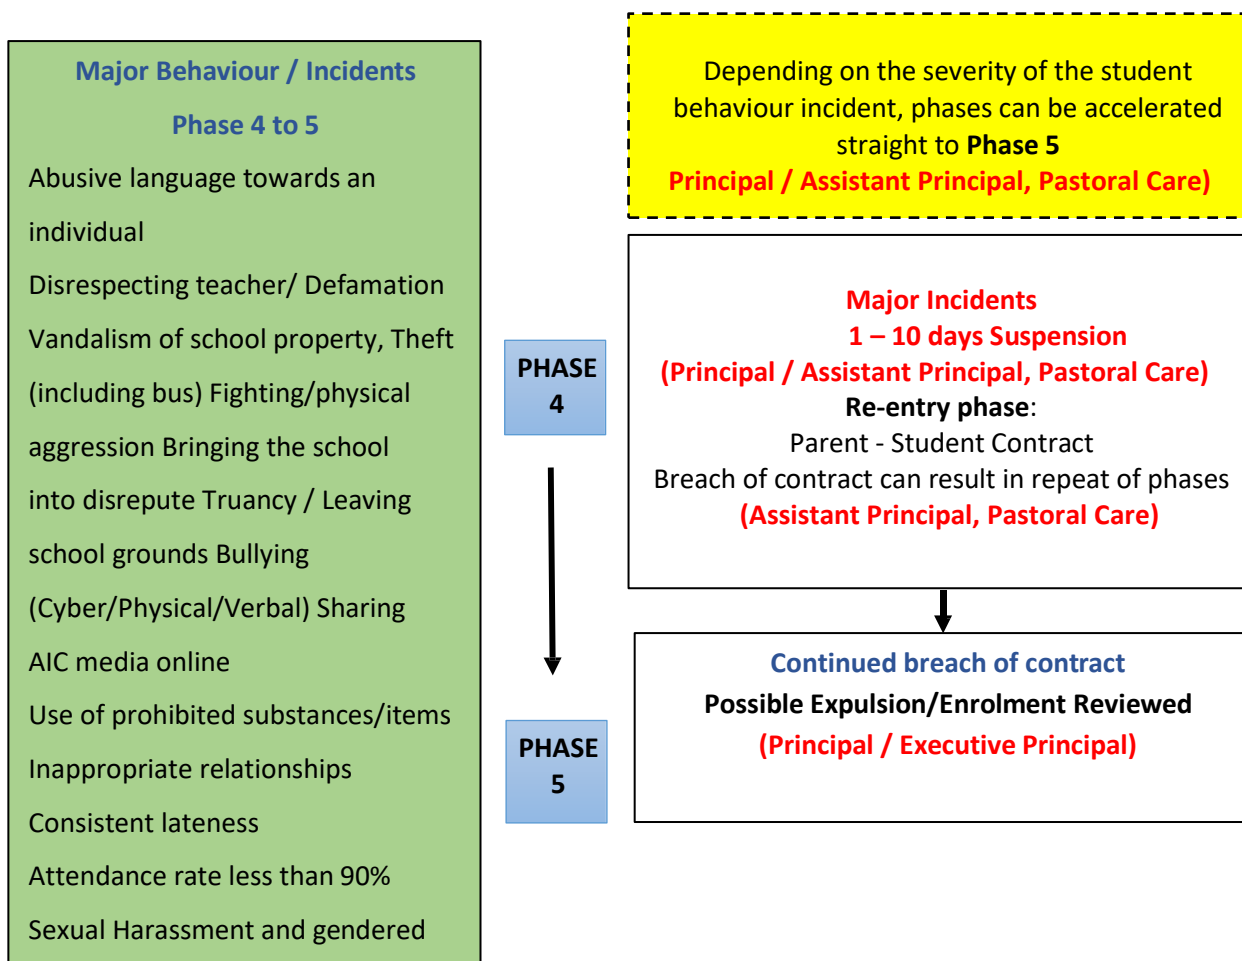 Major Behaviour / Incidents
Phase 4 to 5
Abusive language towards an
individual
Disrespecting teacher/ Defamation
Vandalism of school property, Theft
(including bus) Fighting/physical
aggression Bringing the school
into disrepute Truancy / Leaving
school grounds Bullying
(Cyber/Physical/Verbal) Sharing
AIC media online
Use of prohibited substances/items
Inappropriate relationships
Consistent lateness
Attendance rate less than 90%
Sexual Harassment and gendered
PHASE
4
PHASE
5
Depending on the severity of the student
behaviour incident, phases can be accelerated
straight to Phase 5
Principal / Assistant Principal, Pastoral Care)
Major Incidents
1 – 10 days Suspension
(Principal / Assistant Principal, Pastoral Care)
Re-entry phase:
Parent - Student Contract
Breach of contract can result in repeat of phases
(Assistant Principal, Pastoral Care)
Continued breach of contract
Possible Expulsion/Enrolment Reviewed
(Principal / Executive Principal)